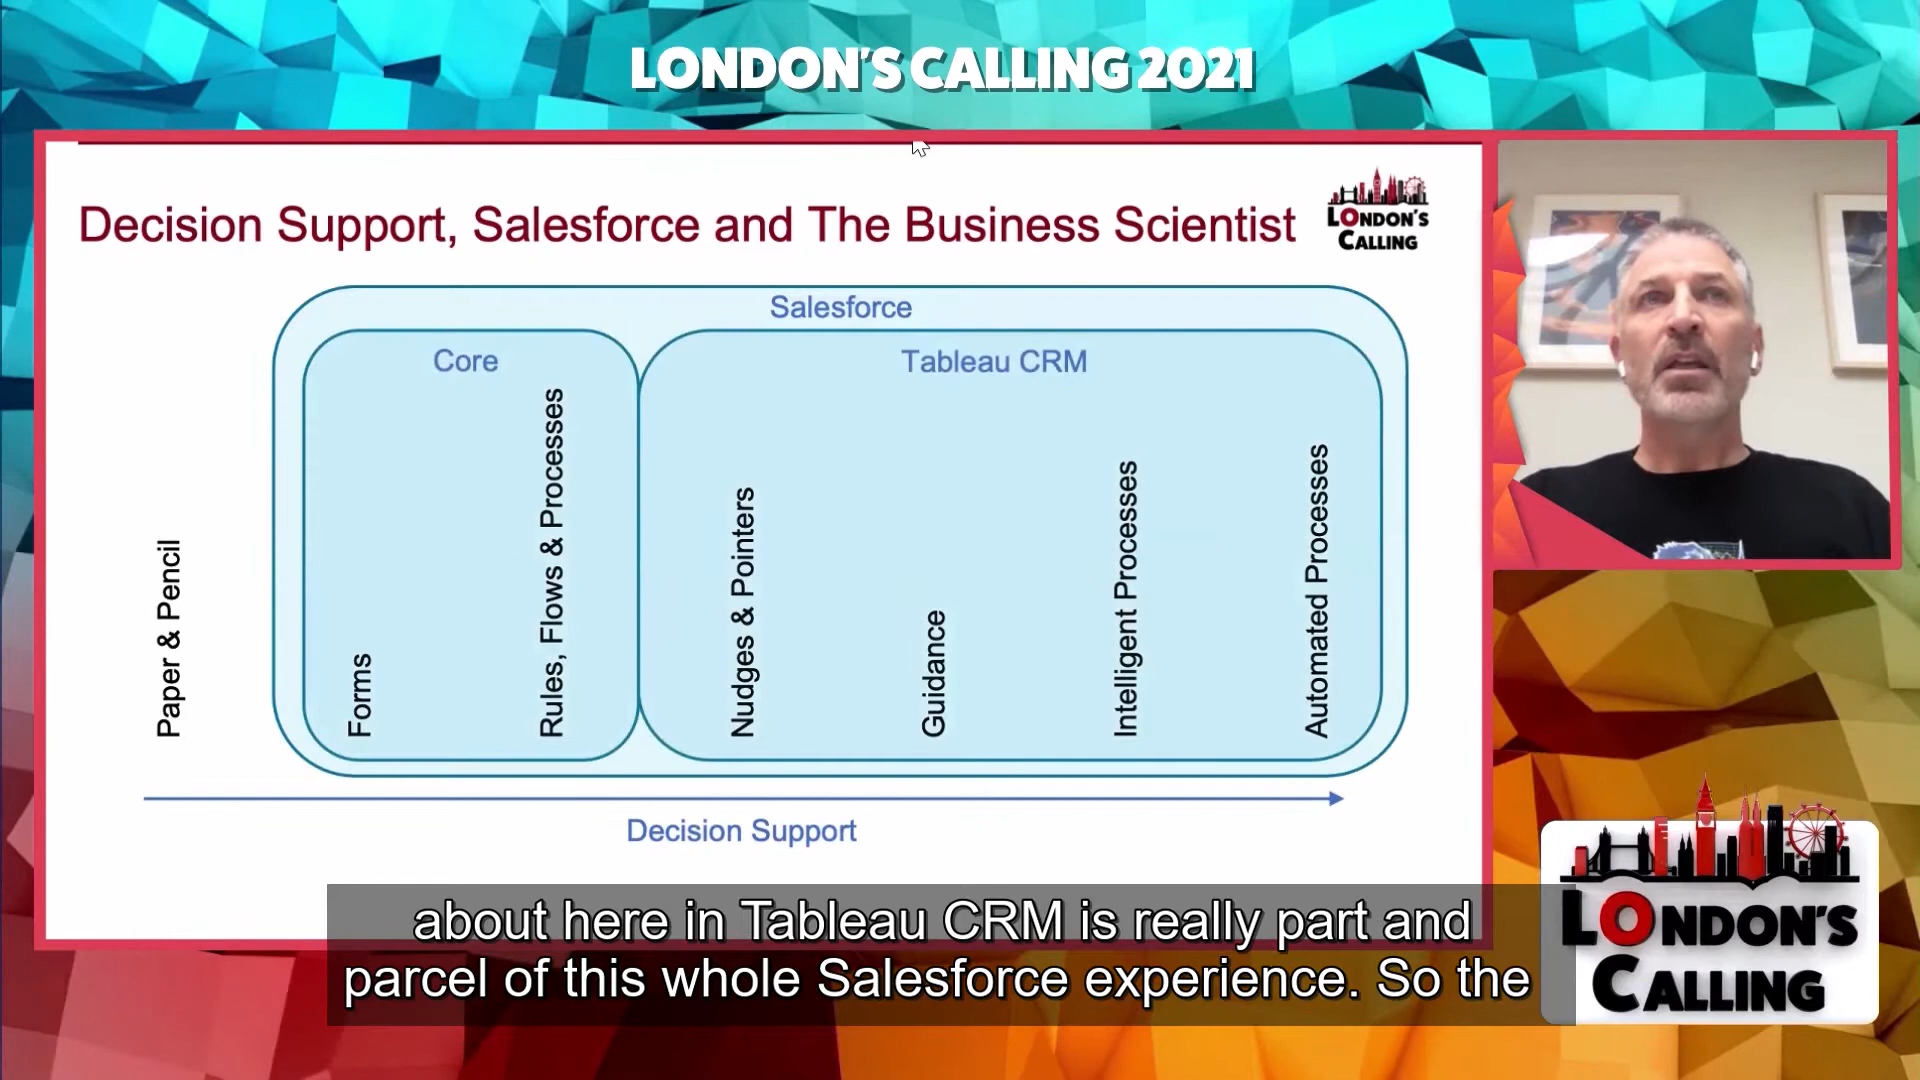 LONDON'S CALLING 2021
Decision Support, Salesforce and The Business Scientist
LONDON'S
CALLING
Salesforce
Core
Tableau CRM
Paper & Pencil
Forms
Rules, Flows & Processes
Nudges & Pointers
Guidance
Intelligent Processes
Automated Processes
Decision Support
about here in Tableau CRM is really part and
parcel of this whole Salesforce experience. So the
LONDON'S
CALLING